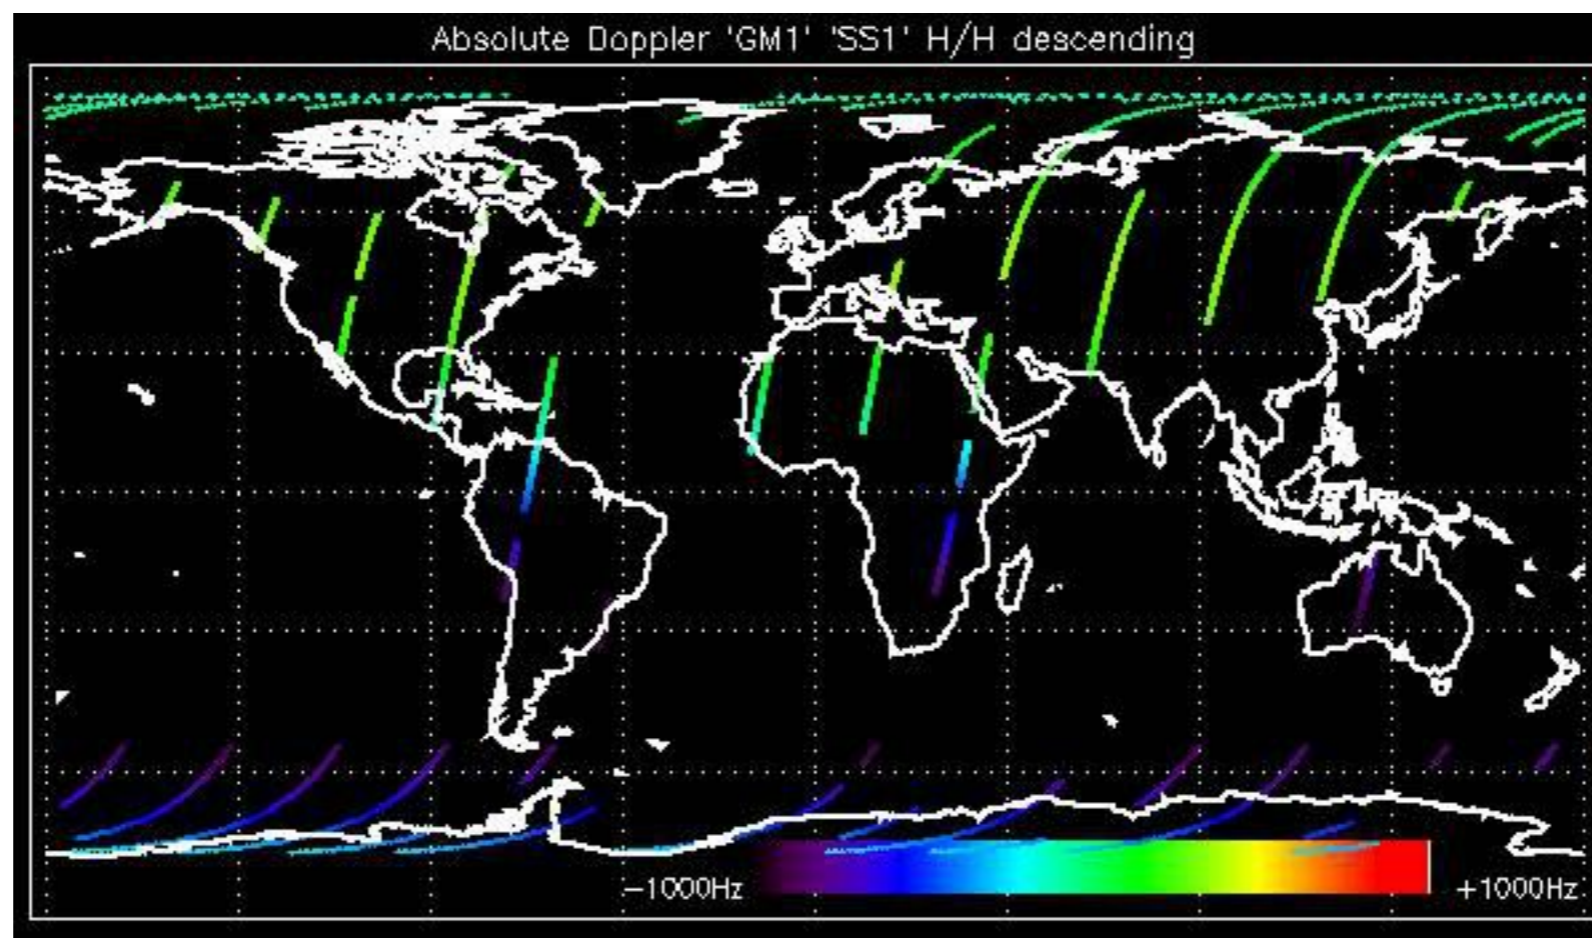 Absolute Doppler 'GM1' 'SS1' H/H descending
−1000Hz
+1000Hz